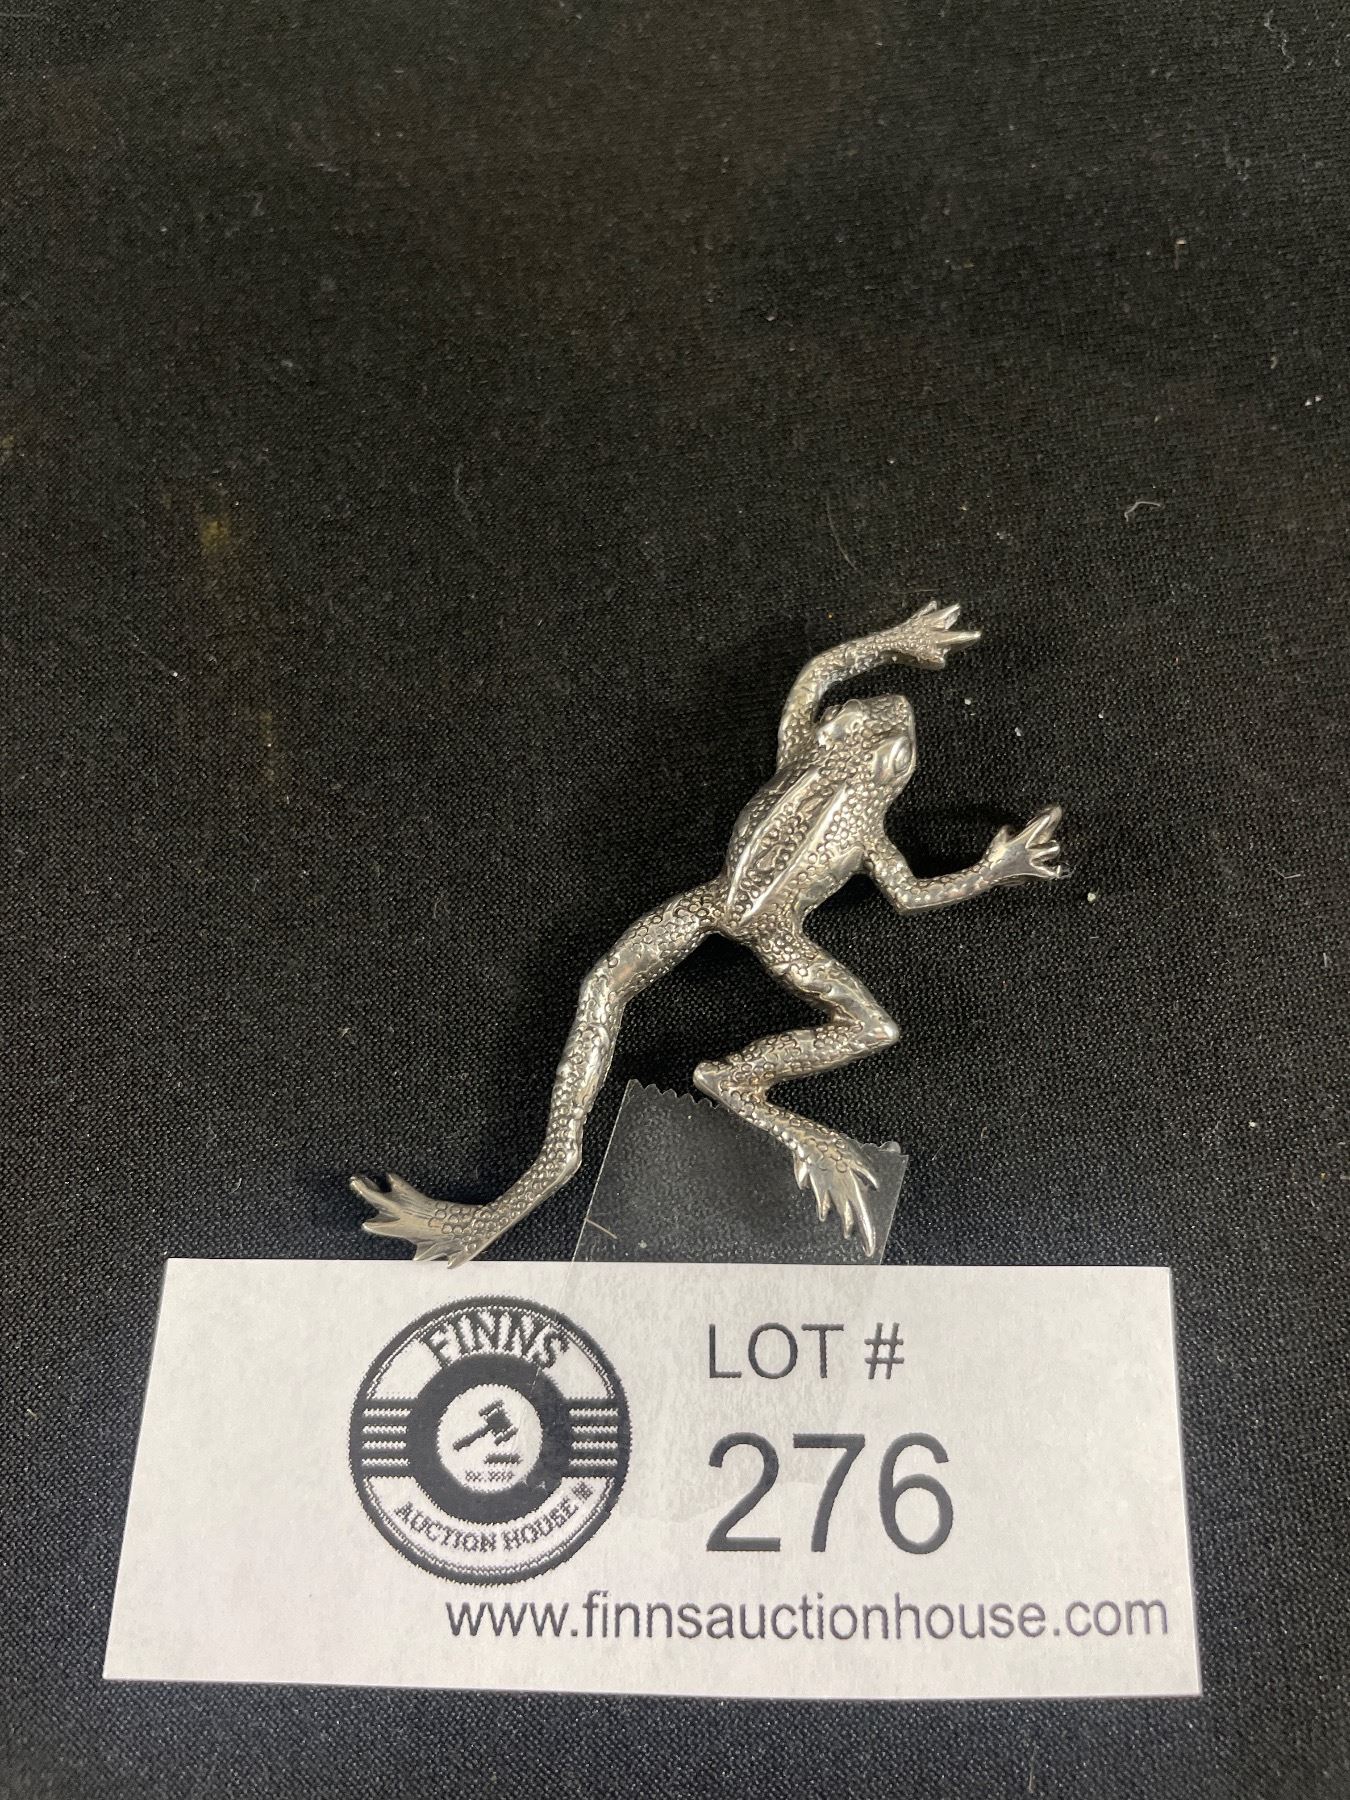 FINNS
AUCTION HOUSE
LOT #
276
www.finnsauctionhouse.com